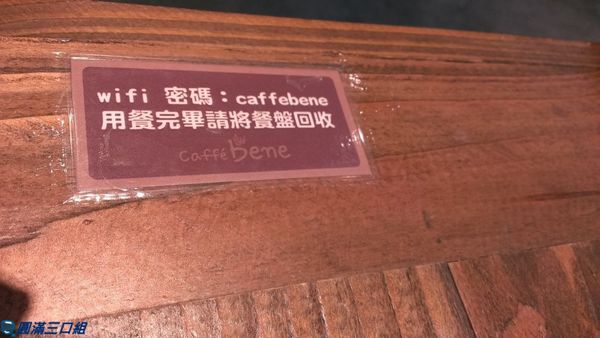 wifi 密碼：caffebene
用餐完畢請將餐盤回收
Caffé bene
圓滿三口組